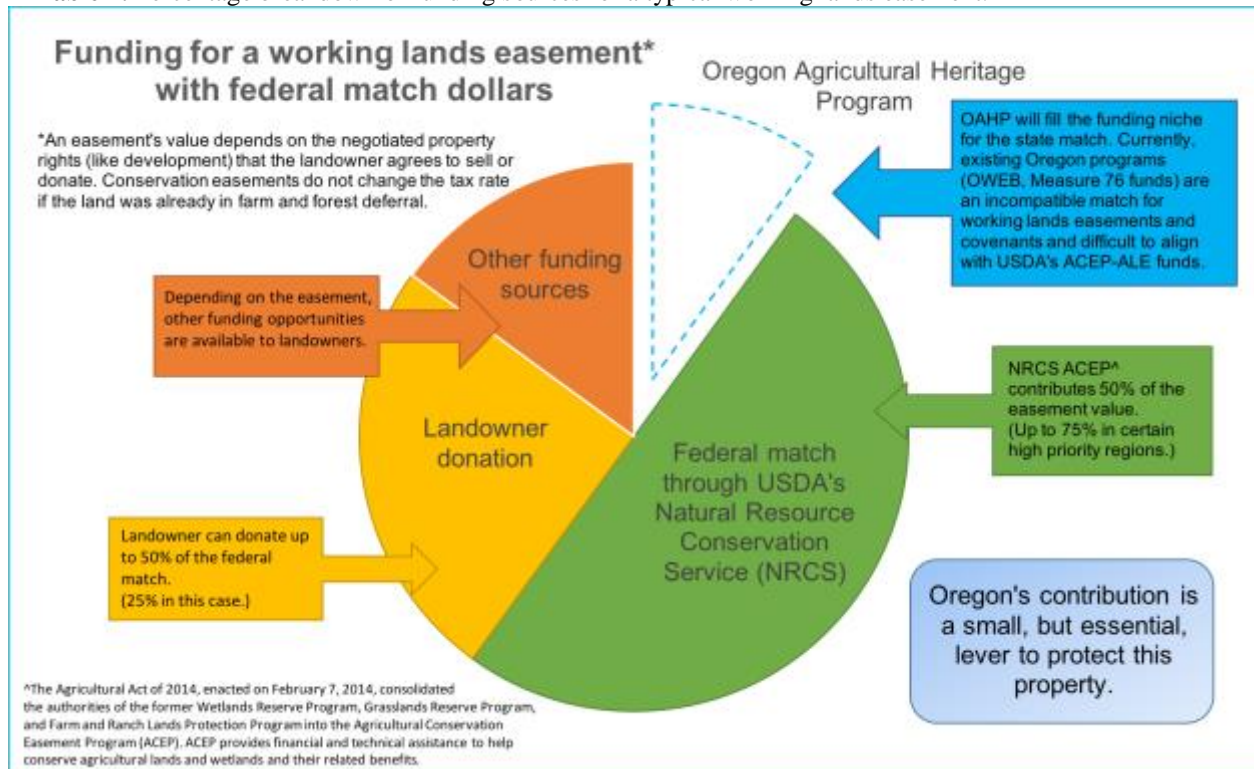 Funding for a working lands easement*
with federal match dollars
*An easement's value depends on the negotiated property
rights (like development) that the landowner agrees to sell or
donate. Conservation easements do not change the tax rate
if the land was already in farm and forest deferral.
Oregon Agricultural Heritage
Program
OAHP will fill the funding niche
for the state match. Currently,
existing Oregon programs
(OWEB, Measure 76 funds) are
an incompatible match for
working lands easements and
covenants and difficult to align
with USDA's ACEP-ALE funds.
Other funding
sources
Depending on the easement,
other funding opportunities
are available to landowners.
NRCS ACEP^
contributes 50% of the
easement value.
(Up to 75% in certain
high priority regions.)
Landowner
donation
Federal match
through USDA's
Natural Resource
Conservation
Service (NRCS)
Landowner can donate up
to 50% of the federal
match.
(25% in this case.)
Oregon's contribution is
a small, but essential,
lever to protect this
property.
^The Agricultural Act of 2014, enacted on February 7, 2014, consolidated
the authorities of the former Wetlands Reserve Program, Grasslands Reserve Program,
and Farm and Ranch Lands Protection Program into the Agricultural Conservation
Easement Program (ACEP). ACEP provides financial and technical assistance to help
conserve agricultural lands and wetlands and their related benefits.